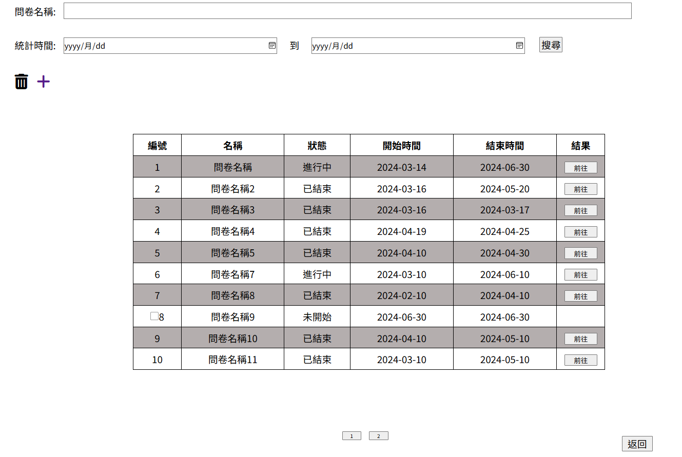 問卷名稱:
統計時間: yyyy/月/dd 到 yyyy/月/dd 搜尋
編號 名稱 狀態 開始時間 結束時間 結果
1 問卷名稱 進行中 2024-03-14 2024-06-30 前往
2 問卷名稱2 已結束 2024-03-16 2024-05-20 前往
3 問卷名稱3 已結束 2024-03-16 2024-03-17 前往
4 問卷名稱4 已結束 2024-04-19 2024-04-25 前往
5 問卷名稱5 已結束 2024-04-10 2024-04-30 前往
6 問卷名稱7 進行中 2024-03-10 2024-06-10 前往
7 問卷名稱8 已結束 2024-02-10 2024-04-10 前往
8 問卷名稱9 未開始 2024-06-30 2024-06-30
9 問卷名稱10 已結束 2024-04-10 2024-05-10 前往
10 問卷名稱11 已結束 2024-03-10 2024-05-10 前往
1 2
返回